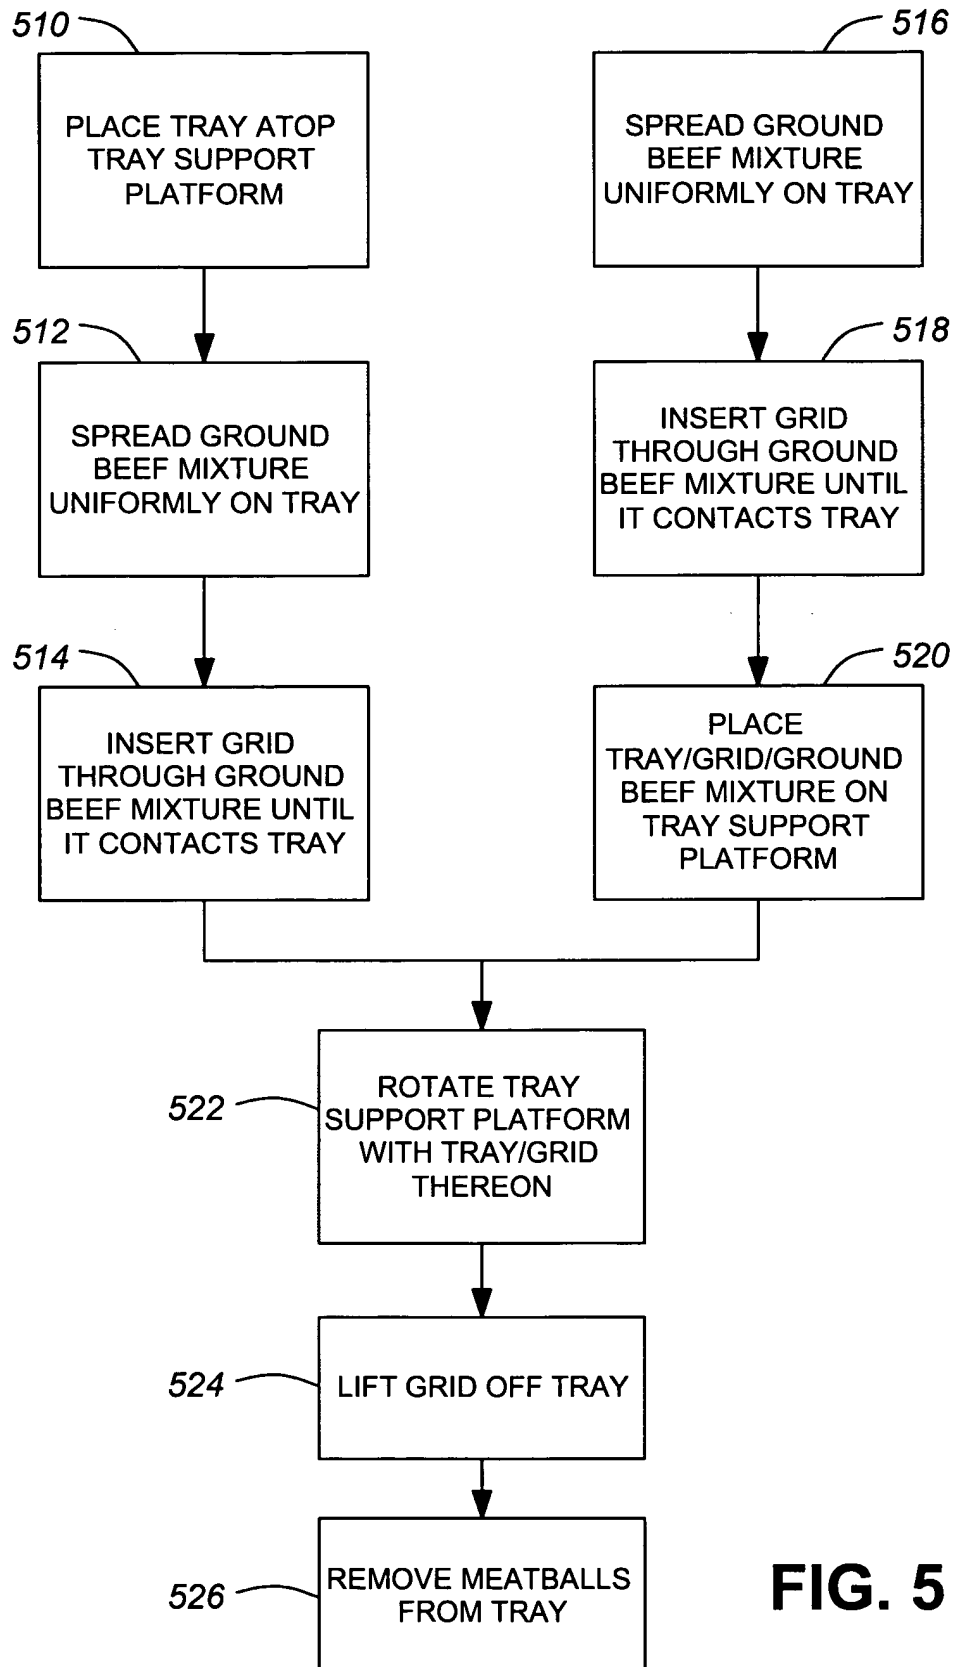 510
PLACE TRAY ATOP
TRAY SUPPORT
PLATFORM
512
SPREAD GROUND
BEEF MIXTURE
UNIFORMLY ON TRAY
514
INSERT GRID
THROUGH GROUND
BEEF MIXTURE UNTIL
IT CONTACTS TRAY
516
SPREAD GROUND
BEEF MIXTURE
UNIFORMLY ON TRAY
518
INSERT GRID
THROUGH GROUND
BEEF MIXTURE UNTIL
IT CONTACTS TRAY
520
PLACE
TRAY/GRID/GROUND
BEEF MIXTURE ON
TRAY SUPPORT
PLATFORM
522
ROTATE TRAY
SUPPORT PLATFORM
WITH TRAY/GRID
THEREON
524
LIFT GRID OFF TRAY
526
REMOVE MEATBALLS
FROM TRAY
FIG. 5